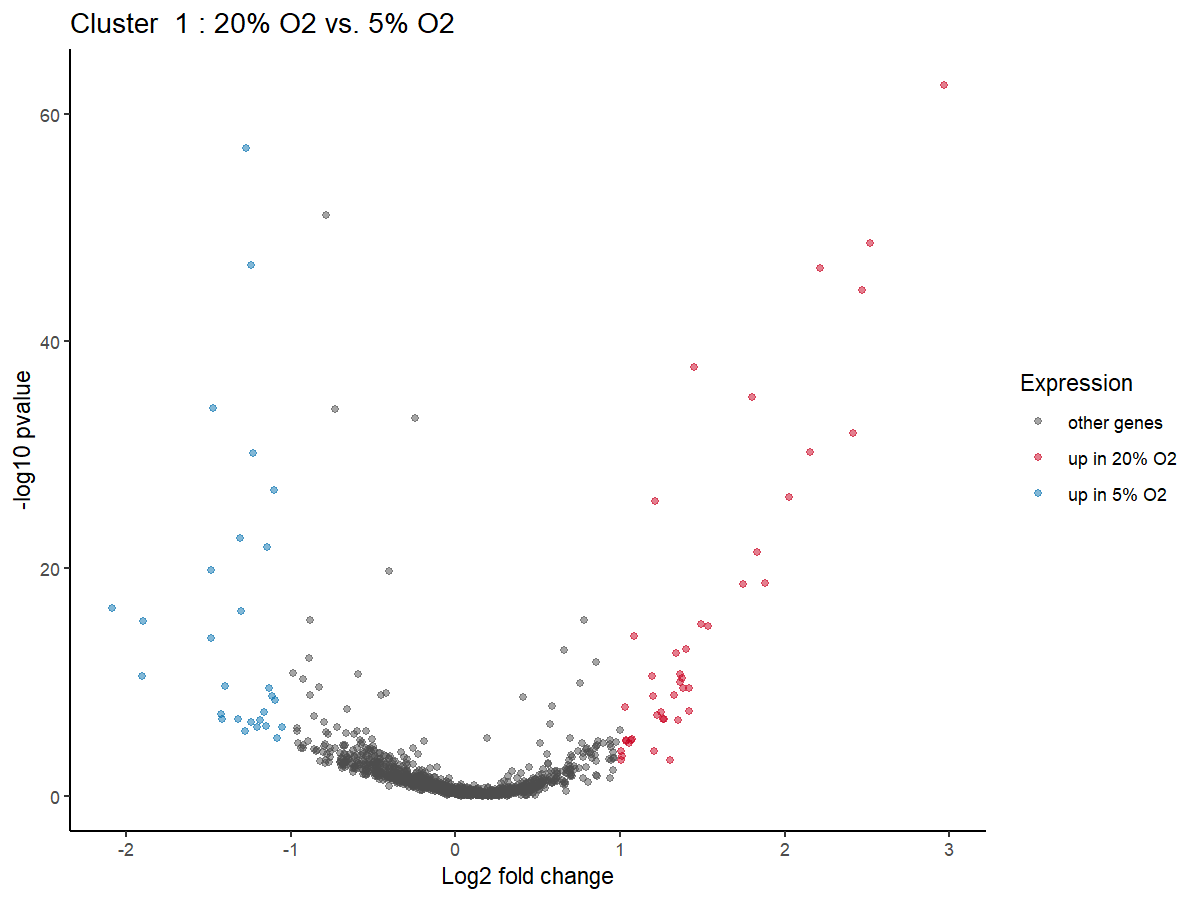 Cluster  1 : 20% O2 vs. 5% O2
60
40
20
0
-log10 pvalue
-2
-1
0
1
2
3
Log2 fold change
Expression
other genes
up in 20% O2
up in 5% O2